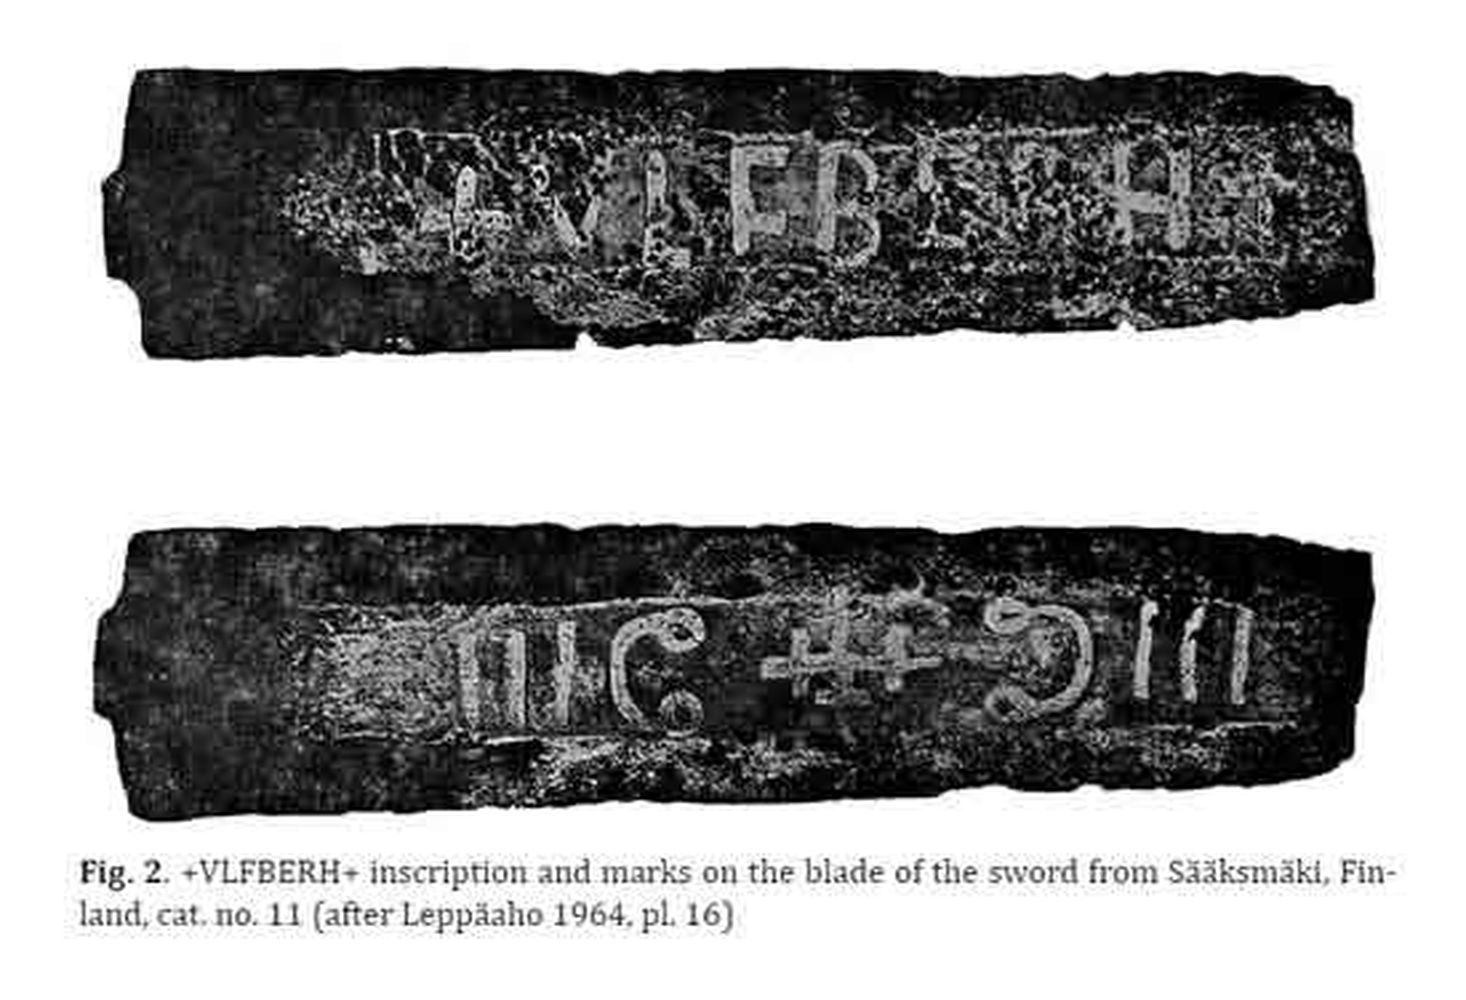 +VLFBE H+
Fig. 2. +VLFBERH+ inscription and marks on the blade of the sword from Sääksmäki, Fin-
land, cat. no. 11 (after Leppäaho 1964, pl. 16)